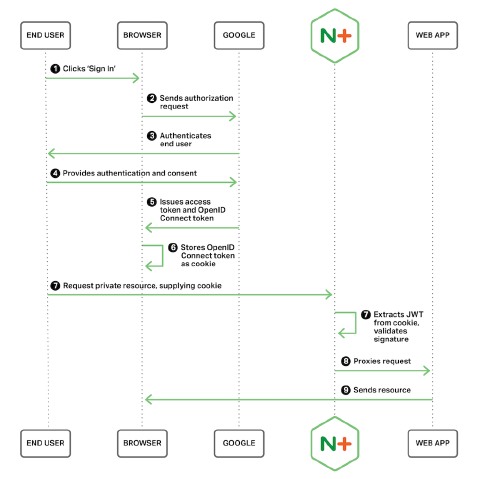 END USER
BROWSER
GOOGLE
N+
WEB APP
1 Clicks 'Sign In'
2 Sends authorization
request
3 Authenticates
end user
4 Provides authentication and consent
5 Issues access
token and OpenID
Connect token
6 Stores OpenID
Connect token
as cookie
7 Request private resource, supplying cookie
7 Extracts JWT
from cookie,
validates
signature
8 Proxies request
9 Sends resource
END USER
BROWSER
GOOGLE
N+
WEB APP